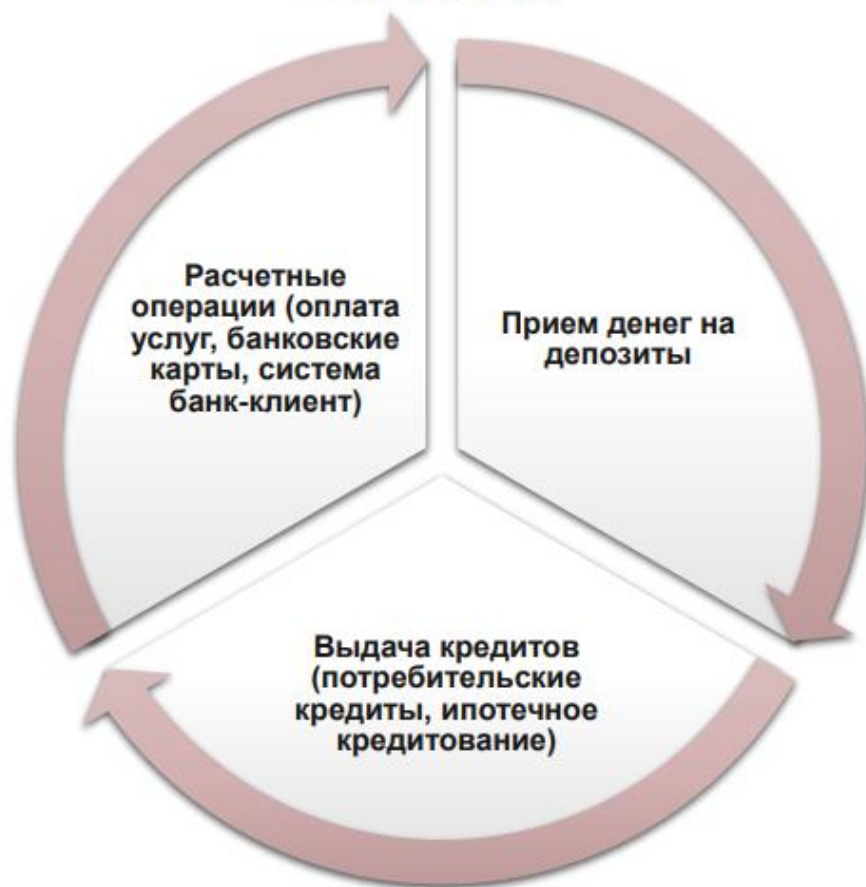 Расчетные
операции (оплата
услуг, банковские
карты, система
банк-клиент)
Прием денег на
депозиты
Выдача кредитов
(потребительские
кредиты, ипотечное
кредитование)